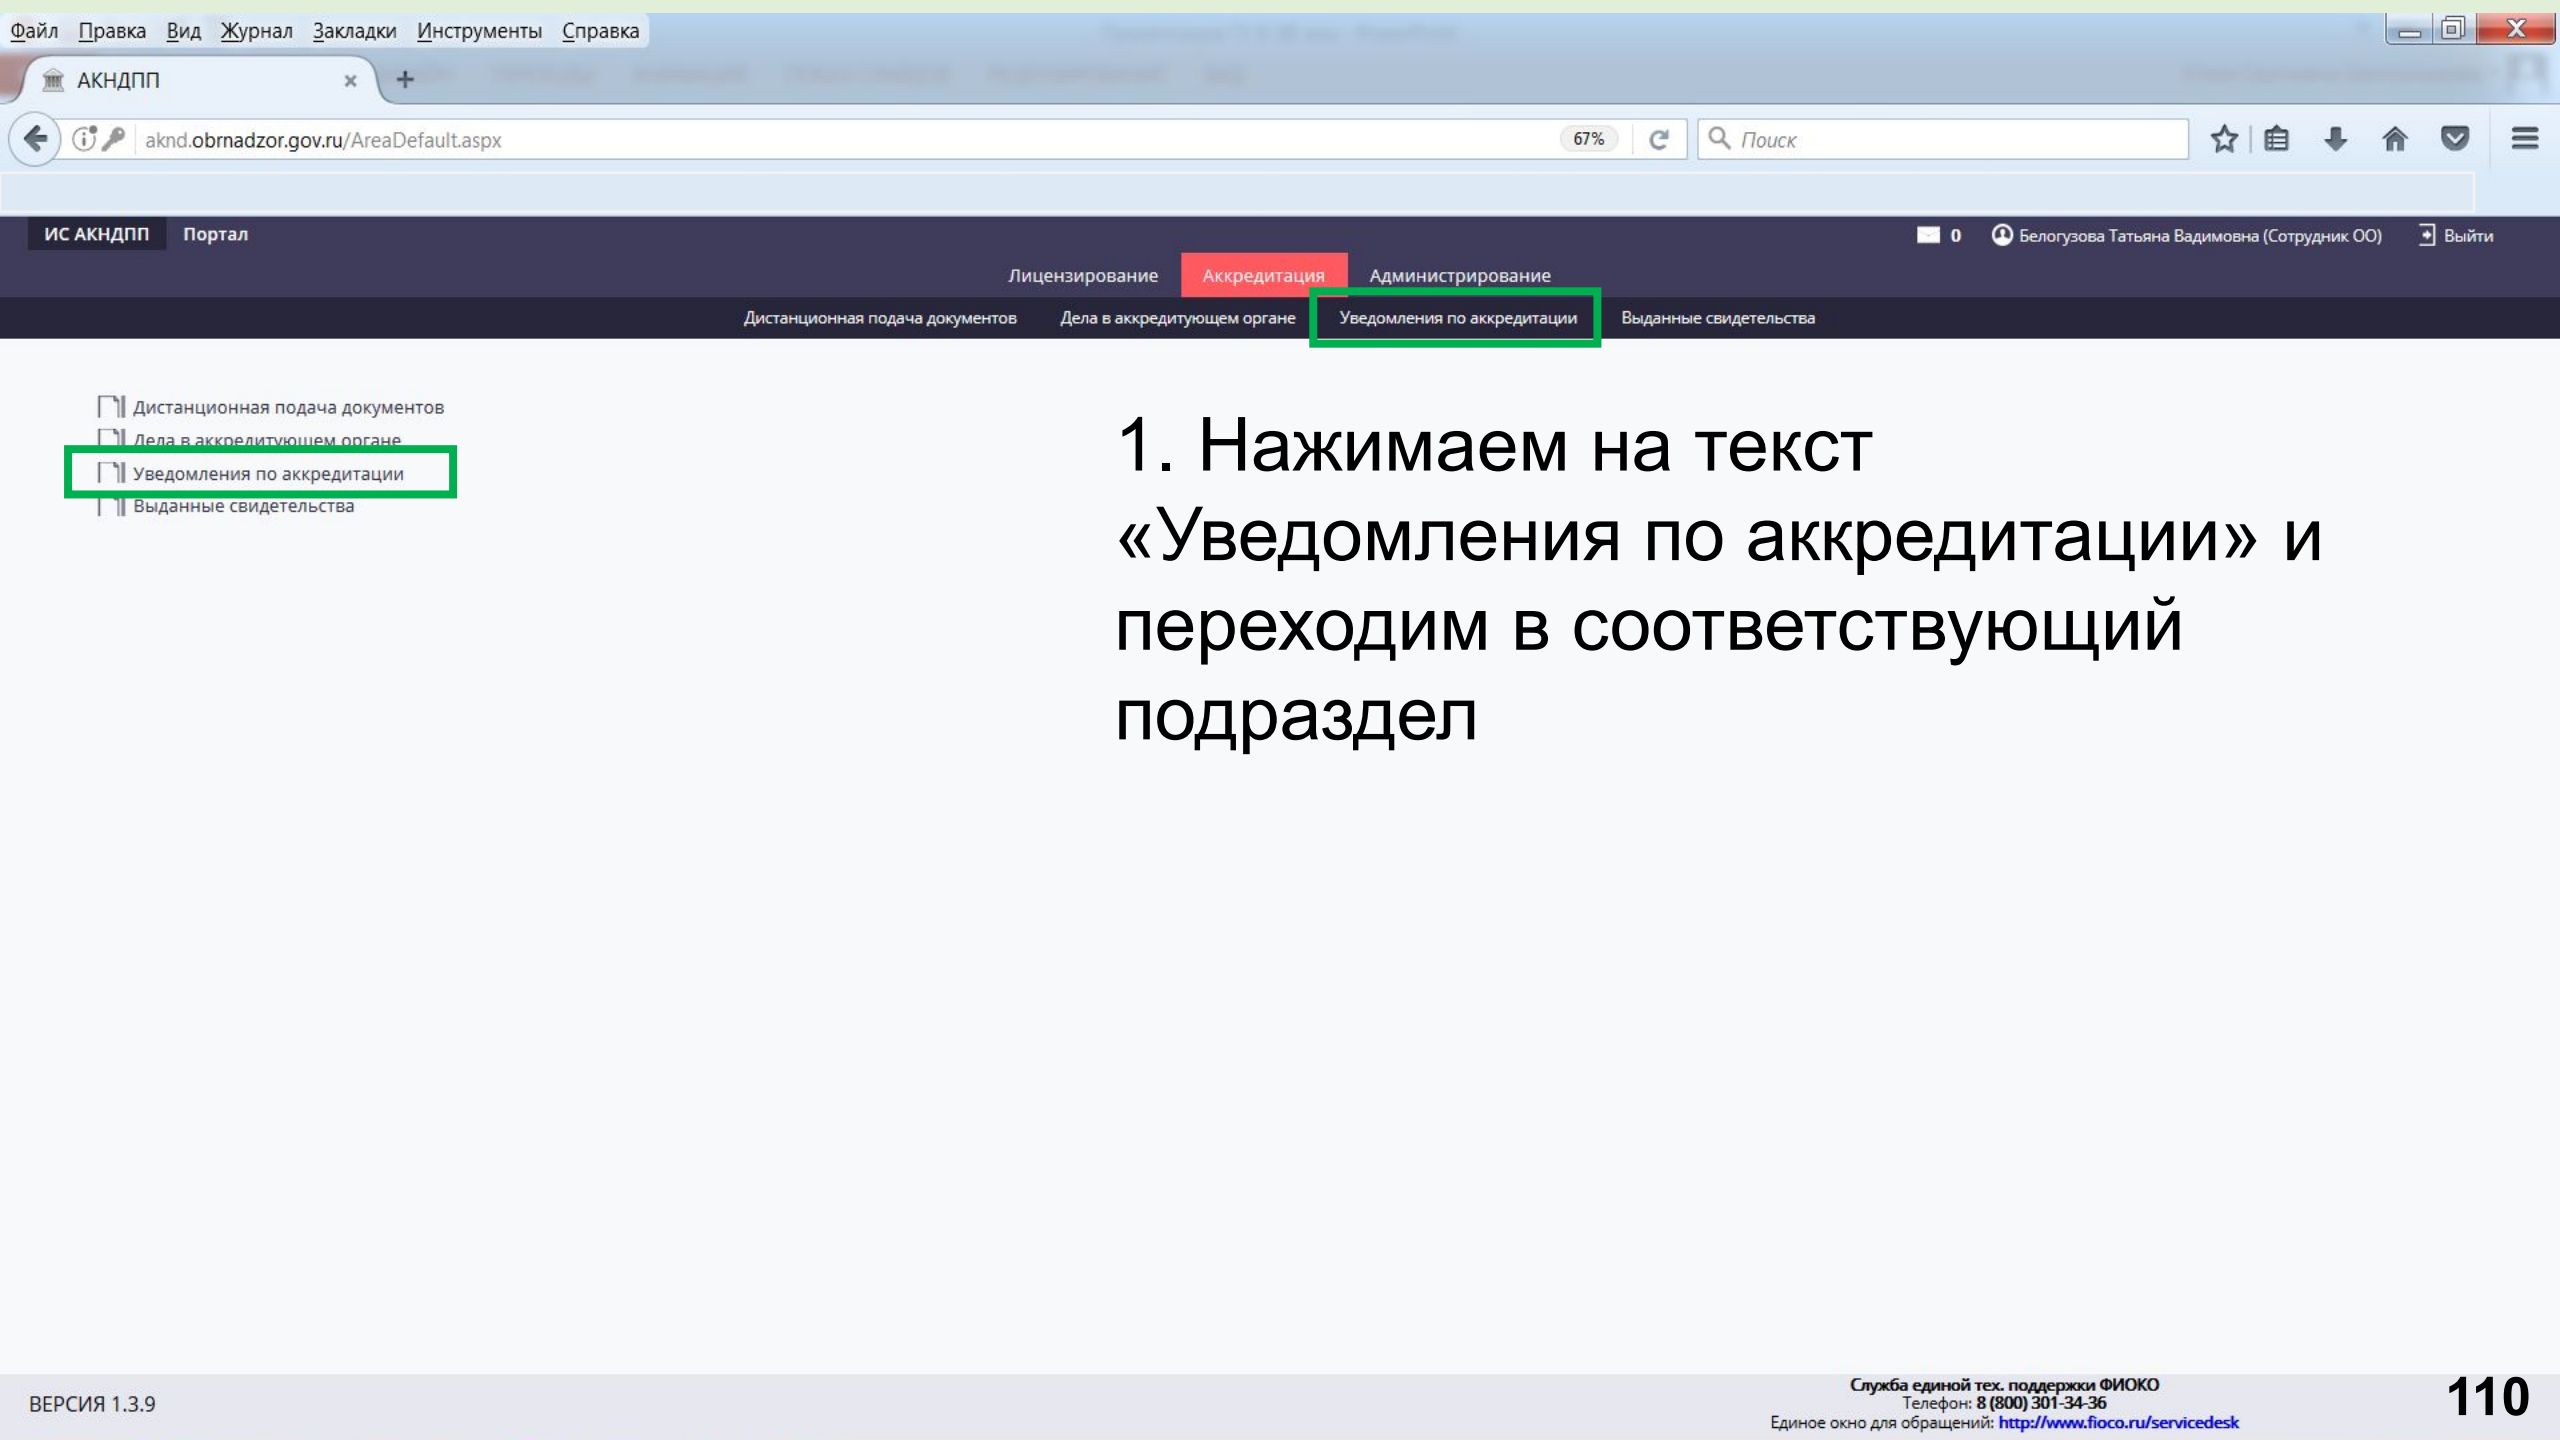 Файл Правка Вид Журнал Закладки Инструменты Справка
АКНДПП
aknd.obrnadzor.gov.ru/AreaDefault.aspx 67% Поиск
ИС АКНДПП Портал 0 Белогузова Татьяна Вадимовна (Сотрудник ОО) Выйти
Лицензирование Аккредитация Администрирование
Дистанционная подача документов Дела в аккредитующем органе Уведомления по аккредитации Выданные свидетельства
Дистанционная подача документов
Дела в аккредитующем органе
Уведомления по аккредитации
Выданные свидетельства
1. Нажимаем на текст
«Уведомления по аккредитации» и
переходим в соответствующий
подраздел
ВЕРСИЯ 1.3.9
Служба единой тех. поддержки ФИОКО
Телефон: 8 (800) 301-34-36
Единое окно для обращений: http://www.fioco.ru/servicedesk
110